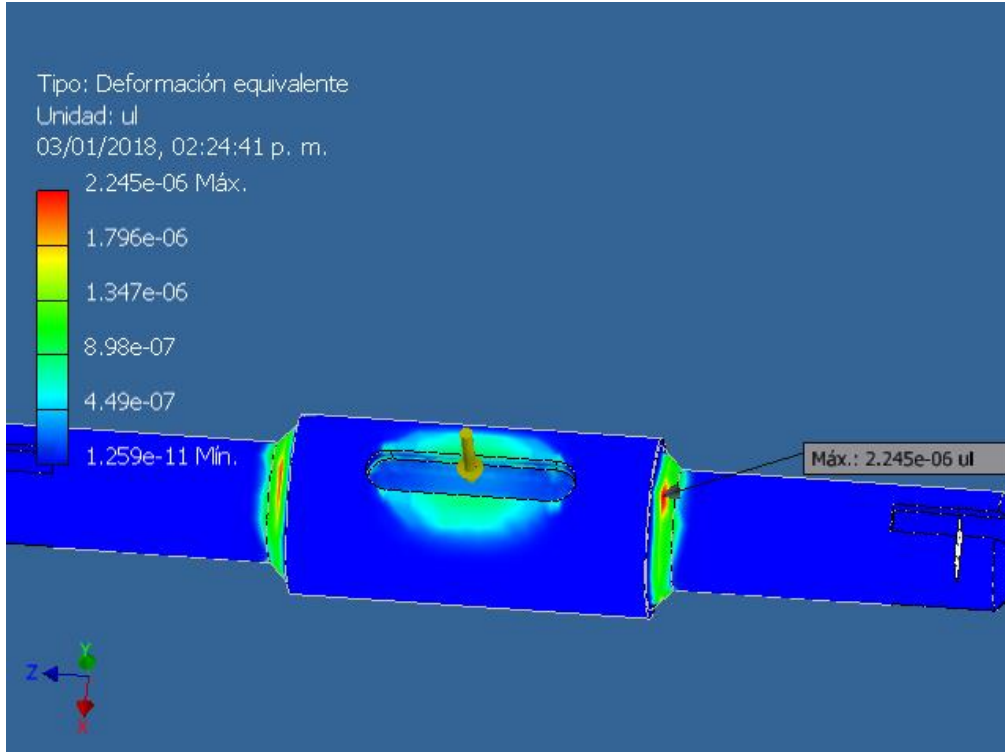 Tipo: Deformación equivalente
Unidad: ul
03/01/2018, 02:24:41 p. m.
2.245e-06 Máx.
1.796e-06
1.347e-06
8.98e-07
4.49e-07
1.259e-11 Mín.
Máx.: 2.245e-06 ul
Y
Z
X